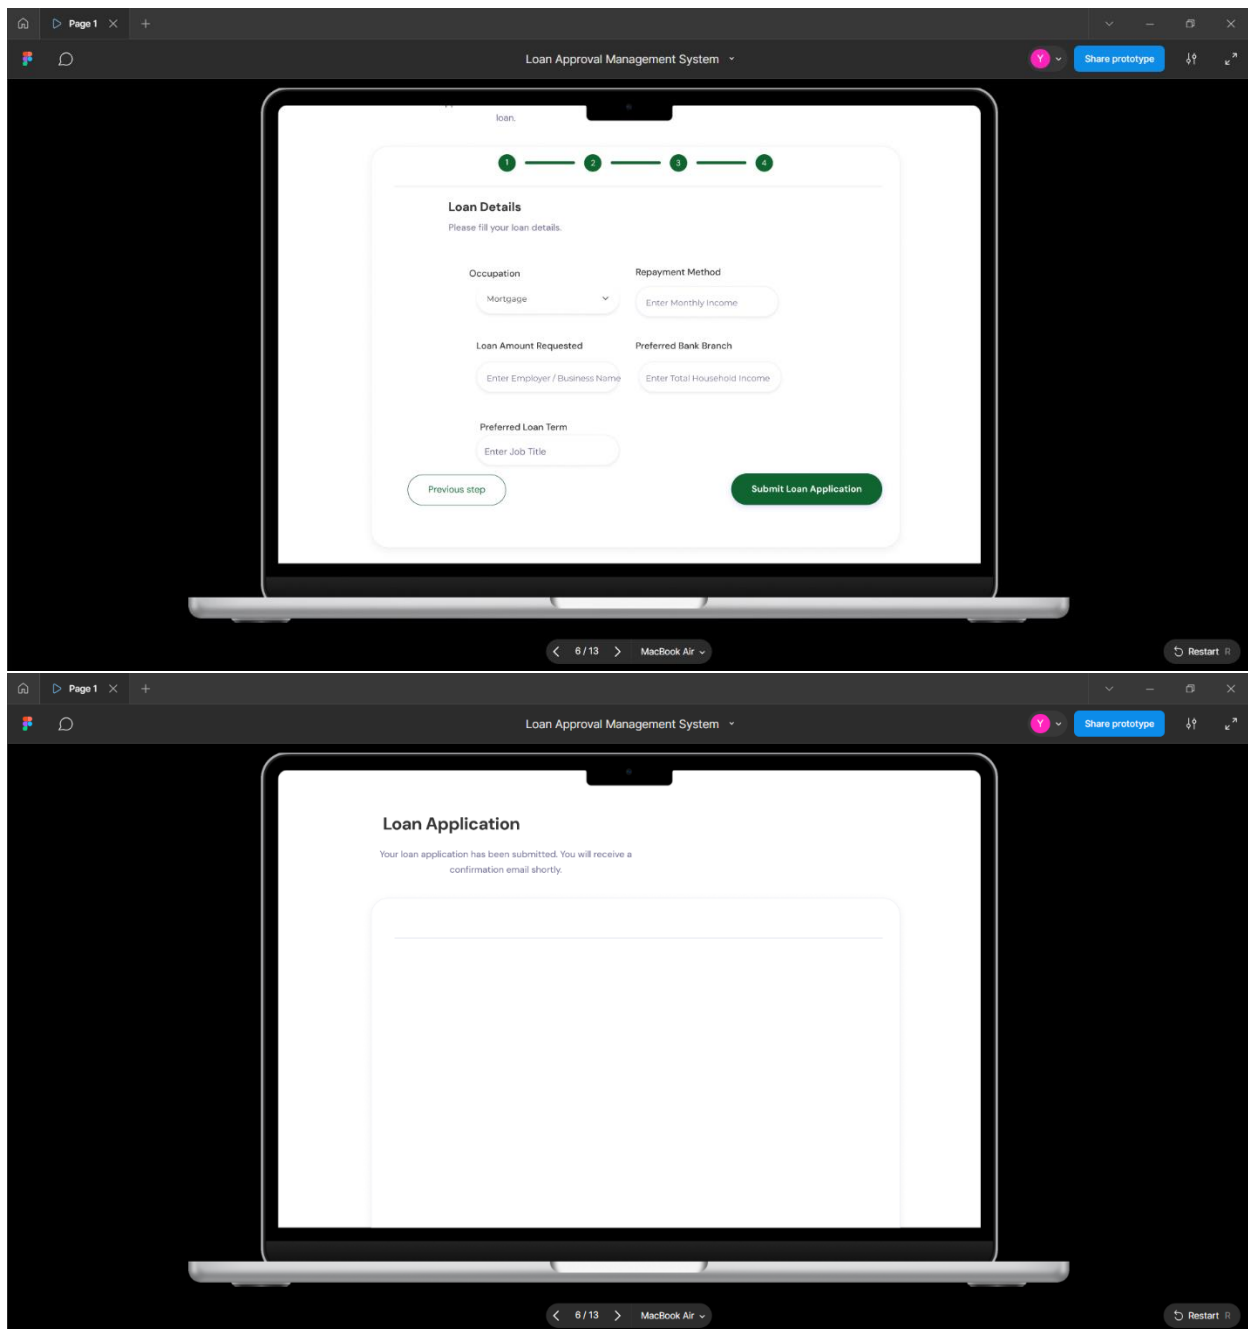 Page 1
Loan Approval Management System
Y
Share prototype
loan.
1 2 3 4
Loan Details
Please fill your loan details.
Occupation
Repayment Method
Mortgage
Enter Monthly Income
Loan Amount Requested
Preferred Bank Branch
Enter Employer / Business Name
Enter Total Household Income
Preferred Loan Term
Enter Job Title
Previous step
Submit Loan Application
6 / 13
MacBook Air
Restart R
Page 1
Loan Approval Management System
Y
Share prototype
Loan Application
Your loan application has been submitted. You will receive a
confirmation email shortly.
6 / 13
MacBook Air
Restart R